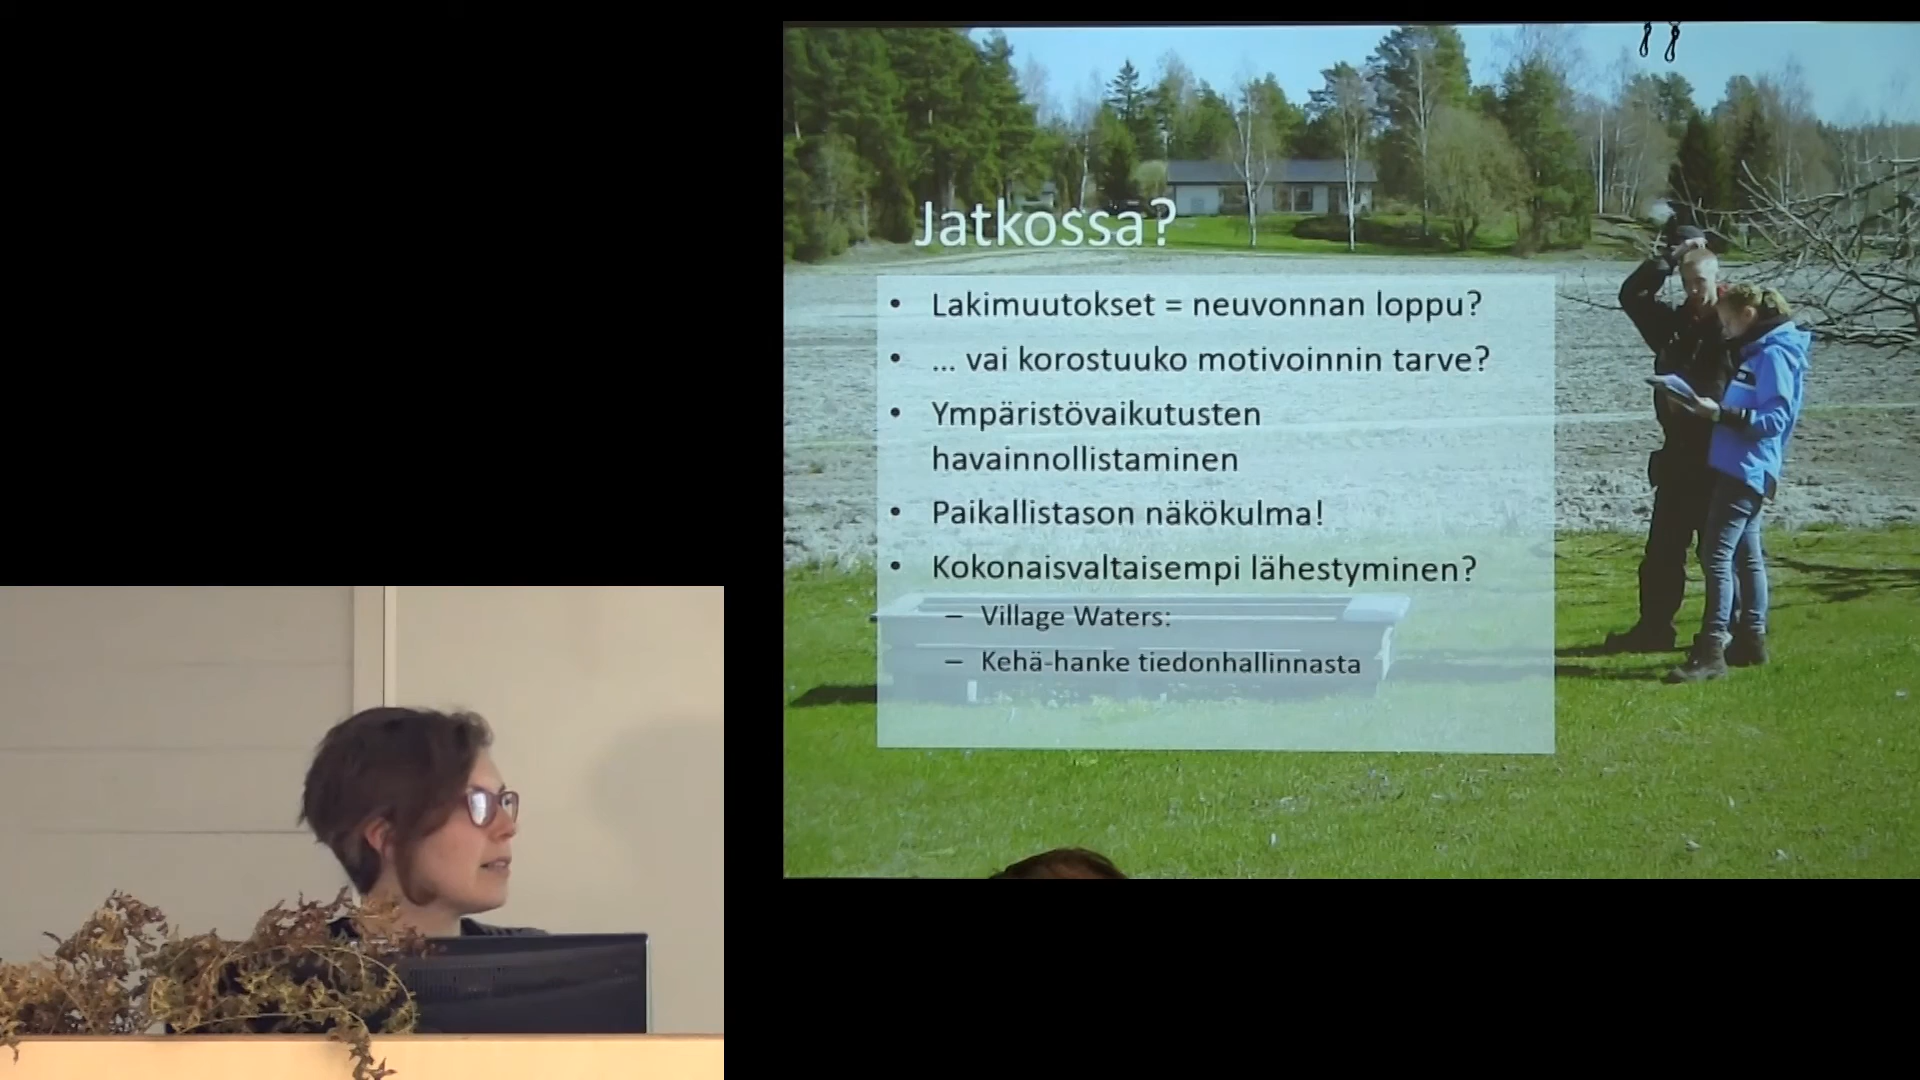 Jatkossa?
• Lakimuutokset = neuvonnan loppu?
• ... vai korostuuko motivoinnin tarve?
• Ympäristövaikutusten
havainnollistaminen
• Paikallistason näkökulma!
• Kokonaisvaltaisempi lähestyminen?
– Village Waters:
– Kehä-hanke tiedonhallinnasta